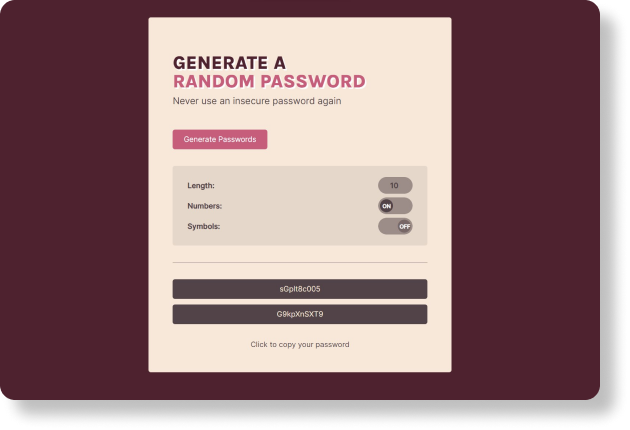 GENERATE A
RANDOM PASSWORD
Never use an insecure password again
Generate Passwords
Length: 10
Numbers: ON
Symbols: OFF
sGplt8c005
G9kpXnSXT9
Click to copy your password